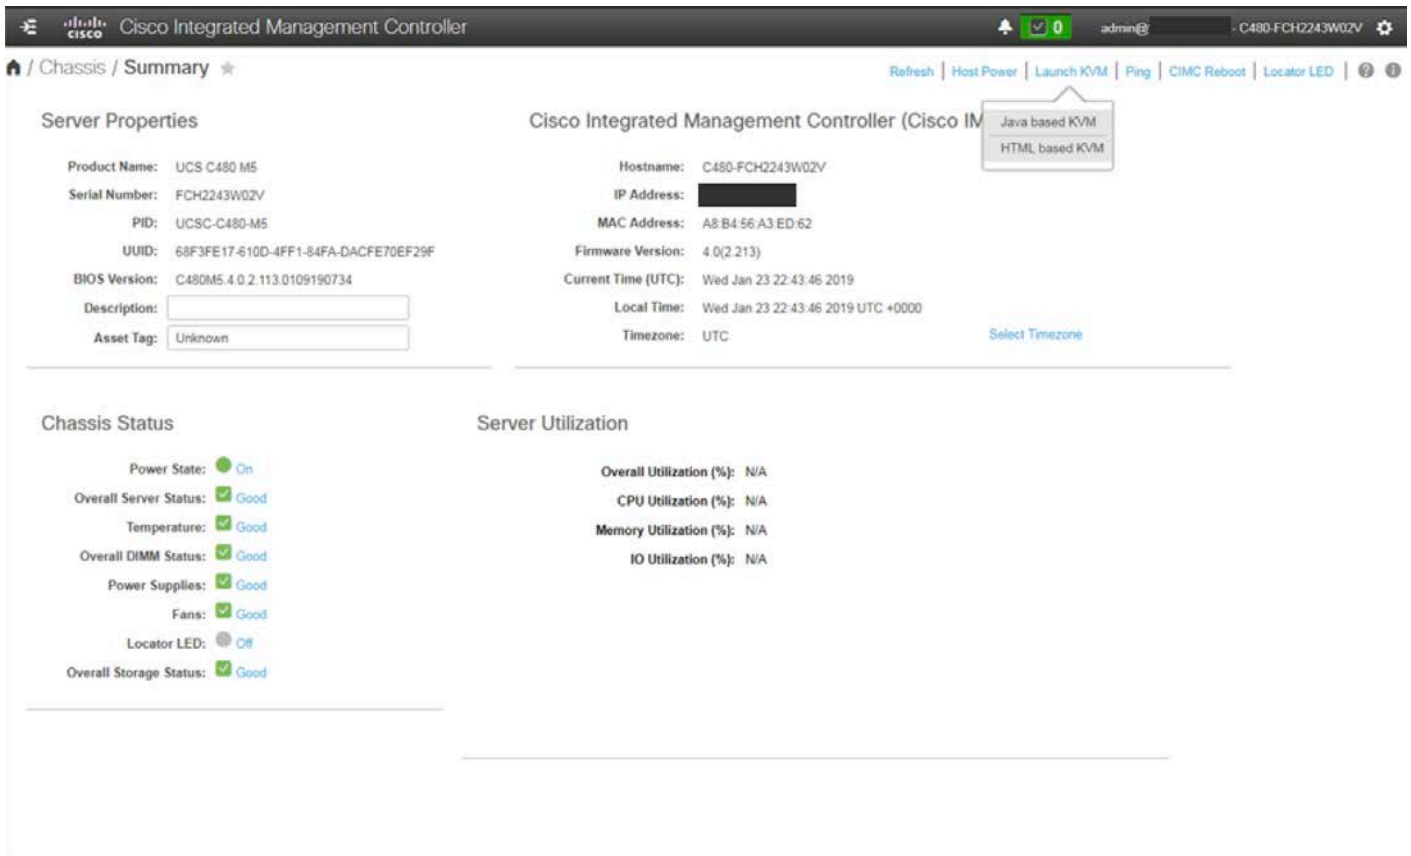 cisco Cisco Integrated Management Controller 0 admin@ - C480-FCH2243W02V
/ Chassis / Summary Refresh | Host Power | Launch KVM | Ping | CIMC Reboot | Locator LED |
Java based KVM
HTML based KVM
Server Properties
Product Name: UCS C480 M5
Serial Number: FCH2243W02V
PID: UCSC-C480-M5
UUID: 68F3FE17-610D-4FF1-84FA-DACFE70EF29F
BIOS Version: C480M5.4.0.2.113.0109190734
Description:
Asset Tag: Unknown
Cisco Integrated Management Controller (Cisco IM
Hostname: C480-FCH2243W02V
IP Address:
MAC Address: A8:B4:56:A3:ED:62
Firmware Version: 4.0(2.213)
Current Time (UTC): Wed Jan 23 22:43:46 2019
Local Time: Wed Jan 23 22:43:46 2019 UTC +0000
Timezone: UTC Select Timezone
Chassis Status
Power State: On
Overall Server Status: Good
Temperature: Good
Overall DIMM Status: Good
Power Supplies: Good
Fans: Good
Locator LED: Off
Overall Storage Status: Good
Server Utilization
Overall Utilization (%): N/A
CPU Utilization (%): N/A
Memory Utilization (%): N/A
IO Utilization (%): N/A